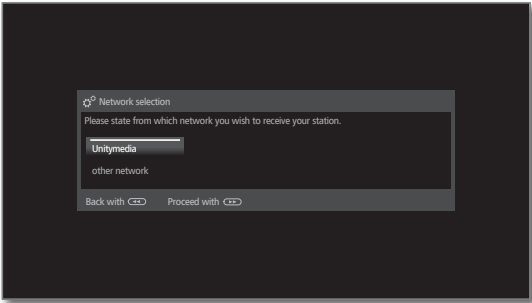 Network selection
Please state from which network you wish to receive your station.
Unitymedia
other network
Back with Proceed with